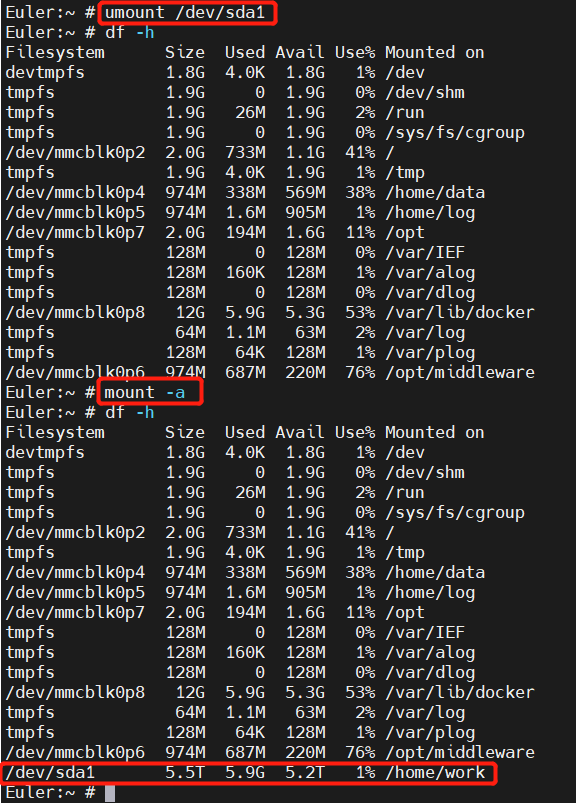 Euler:~ # umount /dev/sda1
Euler:~ # df -h
Filesystem      Size  Used Avail Use% Mounted on
devtmpfs        1.8G  4.0K  1.8G   1% /dev
tmpfs           1.9G     0  1.9G   0% /dev/shm
tmpfs           1.9G   26M  1.9G   2% /run
tmpfs           1.9G     0  1.9G   0% /sys/fs/cgroup
/dev/mmcblk0p2  2.0G  733M  1.1G  41% /
tmpfs           1.9G  4.0K  1.9G   1% /tmp
/dev/mmcblk0p4  974M  338M  569M  38% /home/data
/dev/mmcblk0p5  974M  1.6M  905M   1% /home/log
/dev/mmcblk0p7  2.0G  194M  1.6G  11% /opt
tmpfs           128M     0  128M   0% /var/IEF
tmpfs           128M  160K  128M   1% /var/alog
tmpfs           128M     0  128M   0% /var/dlog
/dev/mmcblk0p8   12G  5.9G  5.3G  53% /var/lib/docker
tmpfs            64M  1.1M   63M   2% /var/log
tmpfs           128M   64K  128M   1% /var/plog
/dev/mmcblk0p6  974M  687M  220M  76% /opt/middleware
Euler:~ # mount -a
Euler:~ # df -h
Filesystem      Size  Used Avail Use% Mounted on
devtmpfs        1.8G  4.0K  1.8G   1% /dev
tmpfs           1.9G     0  1.9G   0% /dev/shm
tmpfs           1.9G   26M  1.9G   2% /run
tmpfs           1.9G     0  1.9G   0% /sys/fs/cgroup
/dev/mmcblk0p2  2.0G  733M  1.1G  41% /
tmpfs           1.9G  4.0K  1.9G   1% /tmp
/dev/mmcblk0p4  974M  338M  569M  38% /home/data
/dev/mmcblk0p5  974M  1.6M  905M   1% /home/log
/dev/mmcblk0p7  2.0G  194M  1.6G  11% /opt
tmpfs           128M     0  128M   0% /var/IEF
tmpfs           128M  160K  128M   1% /var/alog
tmpfs           128M     0  128M   0% /var/dlog
/dev/mmcblk0p8   12G  5.9G  5.3G  53% /var/lib/docker
tmpfs            64M  1.1M   63M   2% /var/log
tmpfs           128M   64K  128M   1% /var/plog
/dev/mmcblk0p6  974M  687M  220M  76% /opt/middleware
/dev/sda1       5.5T  5.9G  5.2T   1% /home/work
Euler:~ #